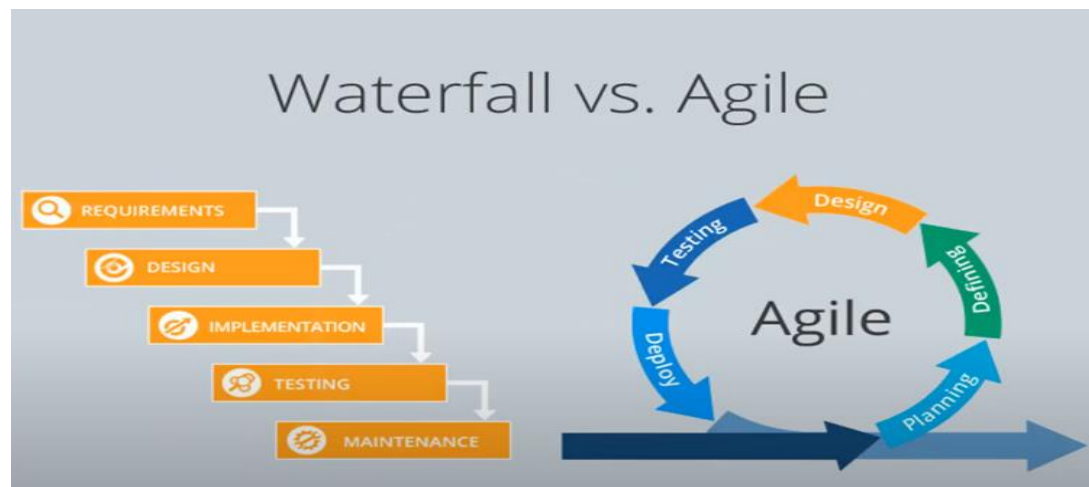 Waterfall vs. Agile
REQUIREMENTS
DESIGN
IMPLEMENTATION
TESTING
MAINTENANCE
Agile
Planning
Defining
Design
Testing
Deploy